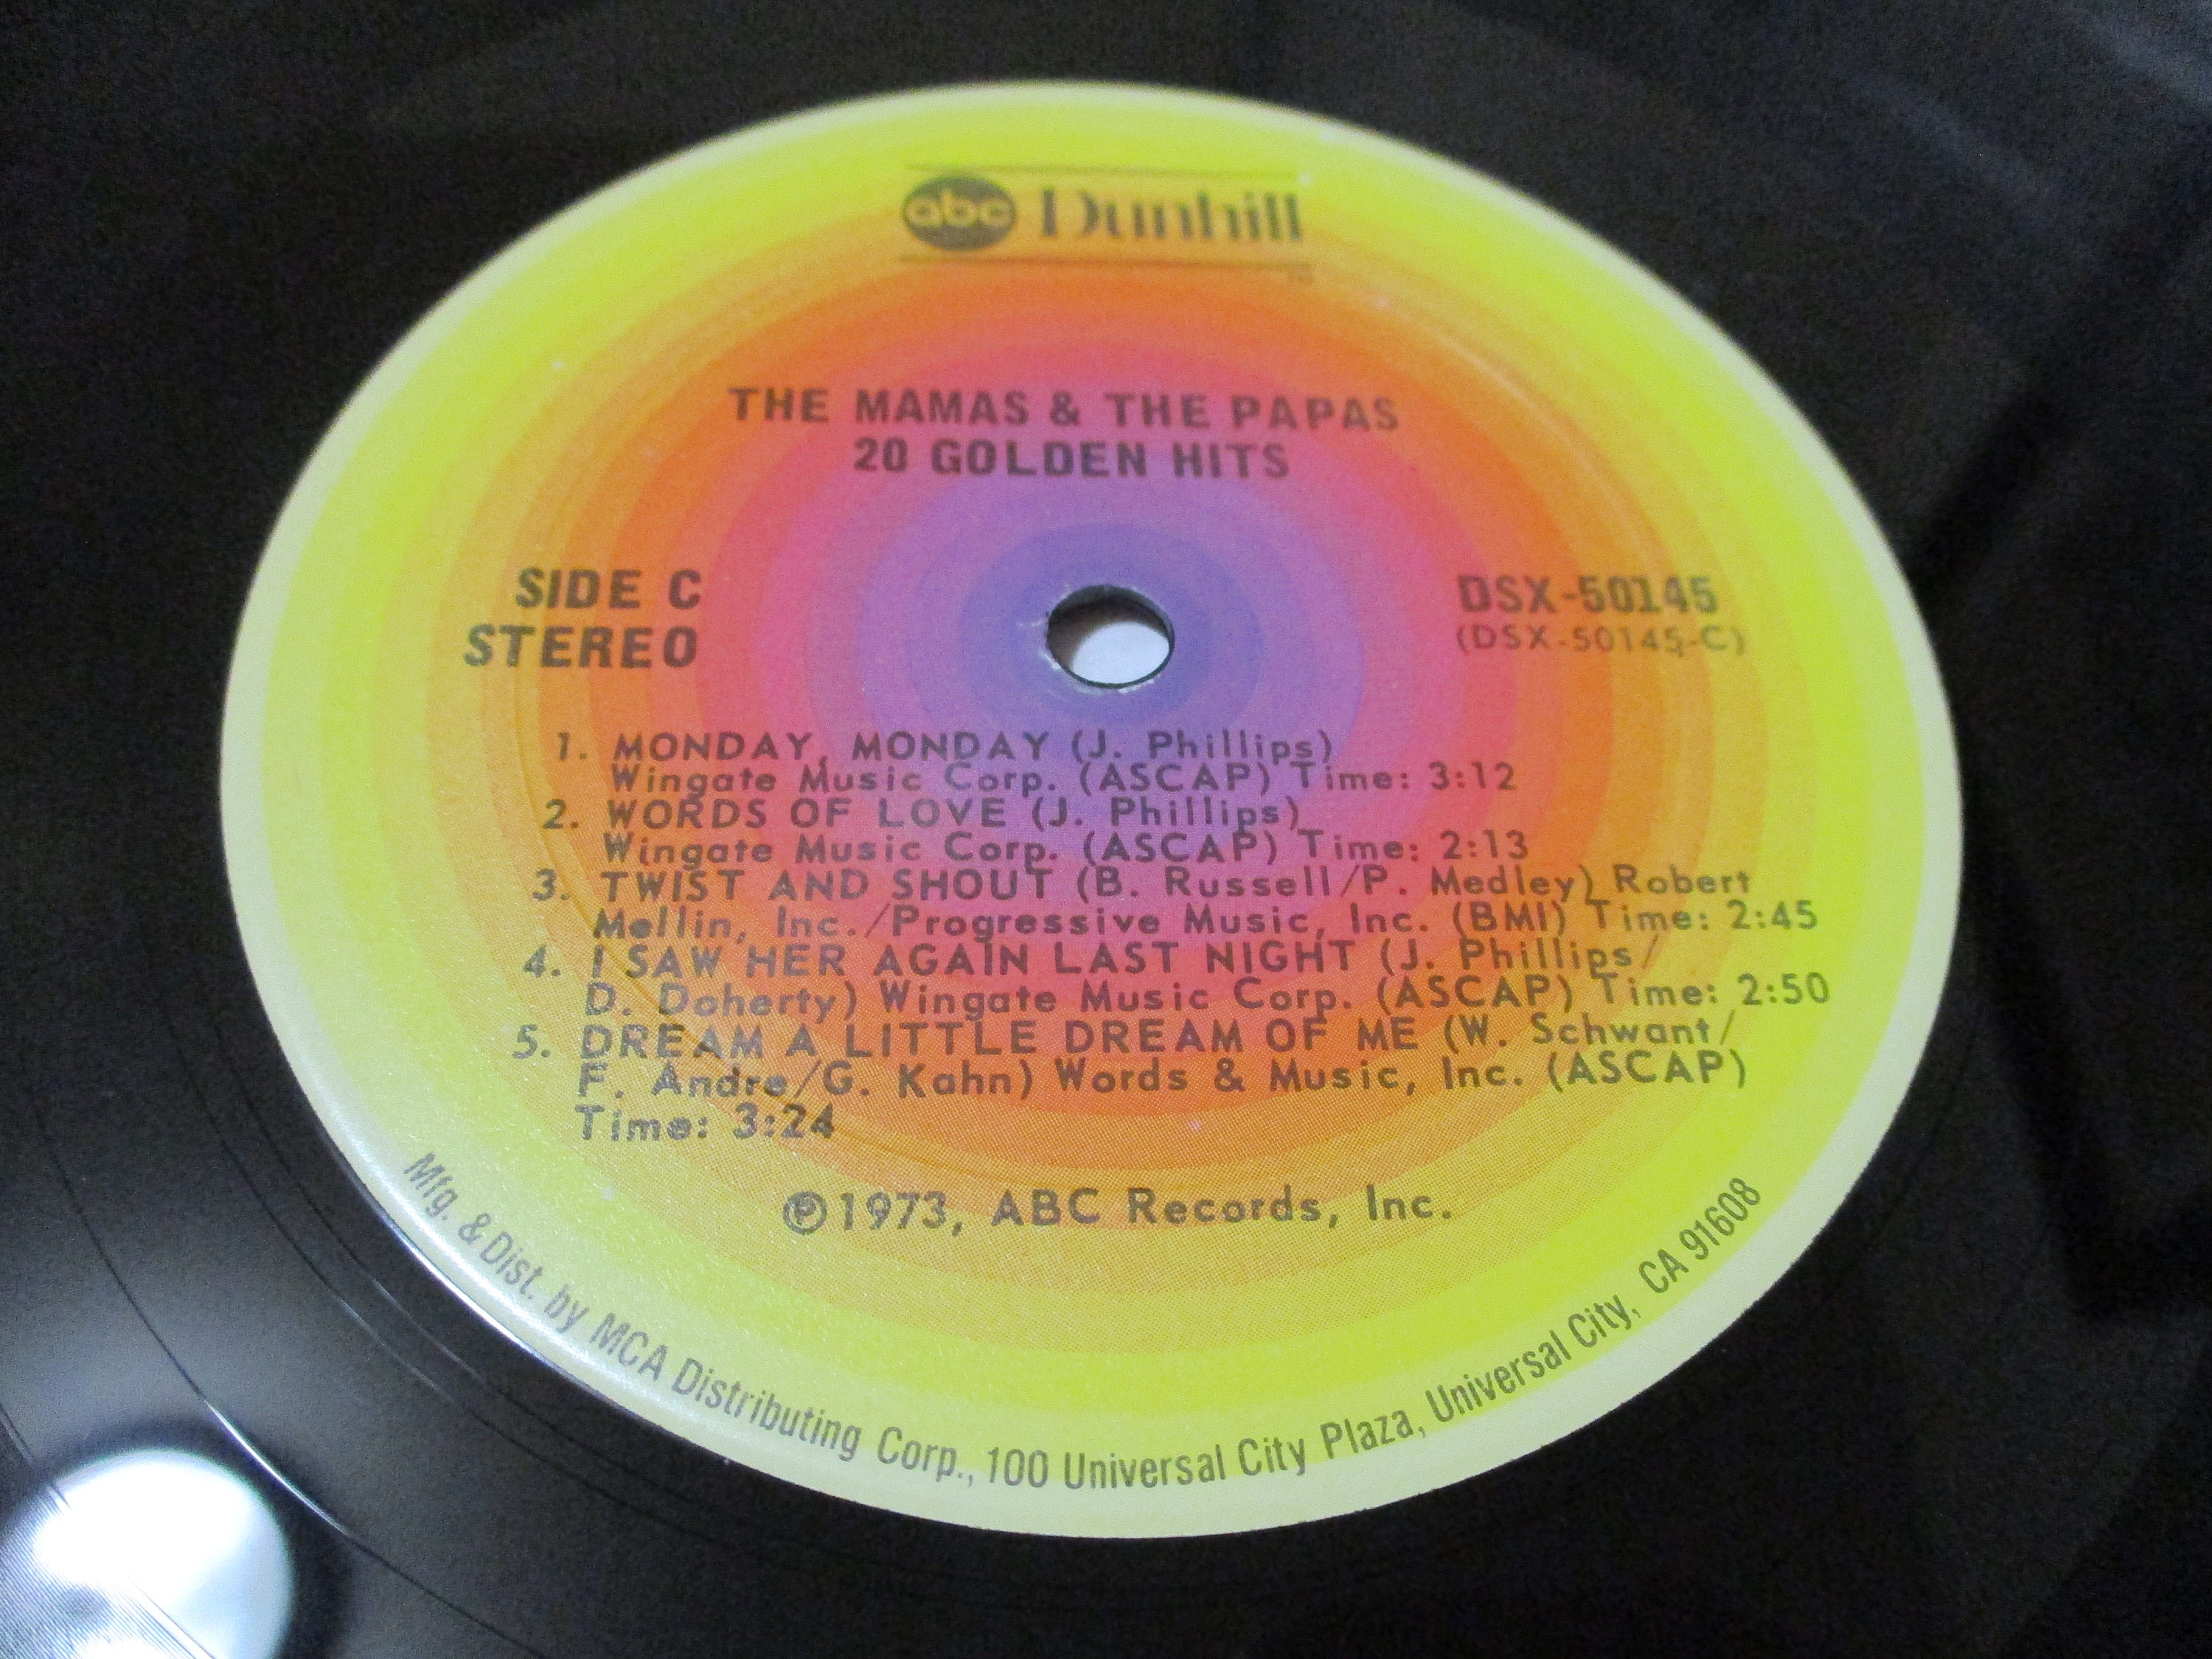 abc Dunhill
TM
THE MAMAS & THE PAPAS
20 GOLDEN HITS
SIDE C
STEREO
DSX-50145
(DSX-50145-C)
1. MONDAY, MONDAY (J. Phillips)
Wingate Music Corp. (ASCAP) Time: 3:12
2. WORDS OF LOVE (J. Phillips)
Wingate Music Corp. (ASCAP) Time: 2:13
3. TWIST AND SHOUT (B. Russell/P. Medley) Robert
Mellin, Inc./Progressive Music, Inc. (BMI) Time: 2:45
4. I SAW HER AGAIN LAST NIGHT (J. Phillips/
D. Doherty) Wingate Music Corp. (ASCAP) Time: 2:50
5. DREAM A LITTLE DREAM OF ME (W. Schwant/
F. Andre/G. Kahn) Words & Music, Inc. (ASCAP)
Time: 3:24
℗1973, ABC Records, Inc.
Mfg. & Dist. by MCA Distributing Corp., 100 Universal City Plaza, Universal City, CA 91608